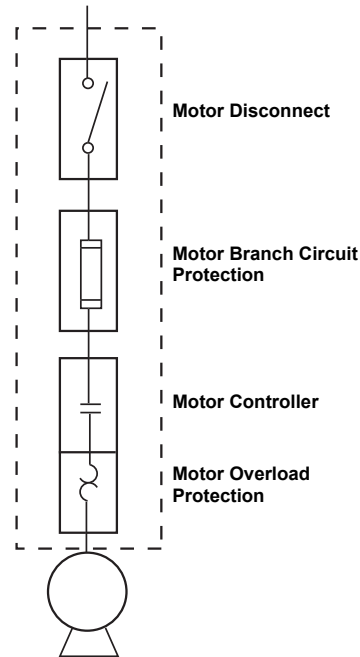 Motor Disconnect
Motor Branch Circuit
Protection
Motor Controller
Motor Overload
Protection